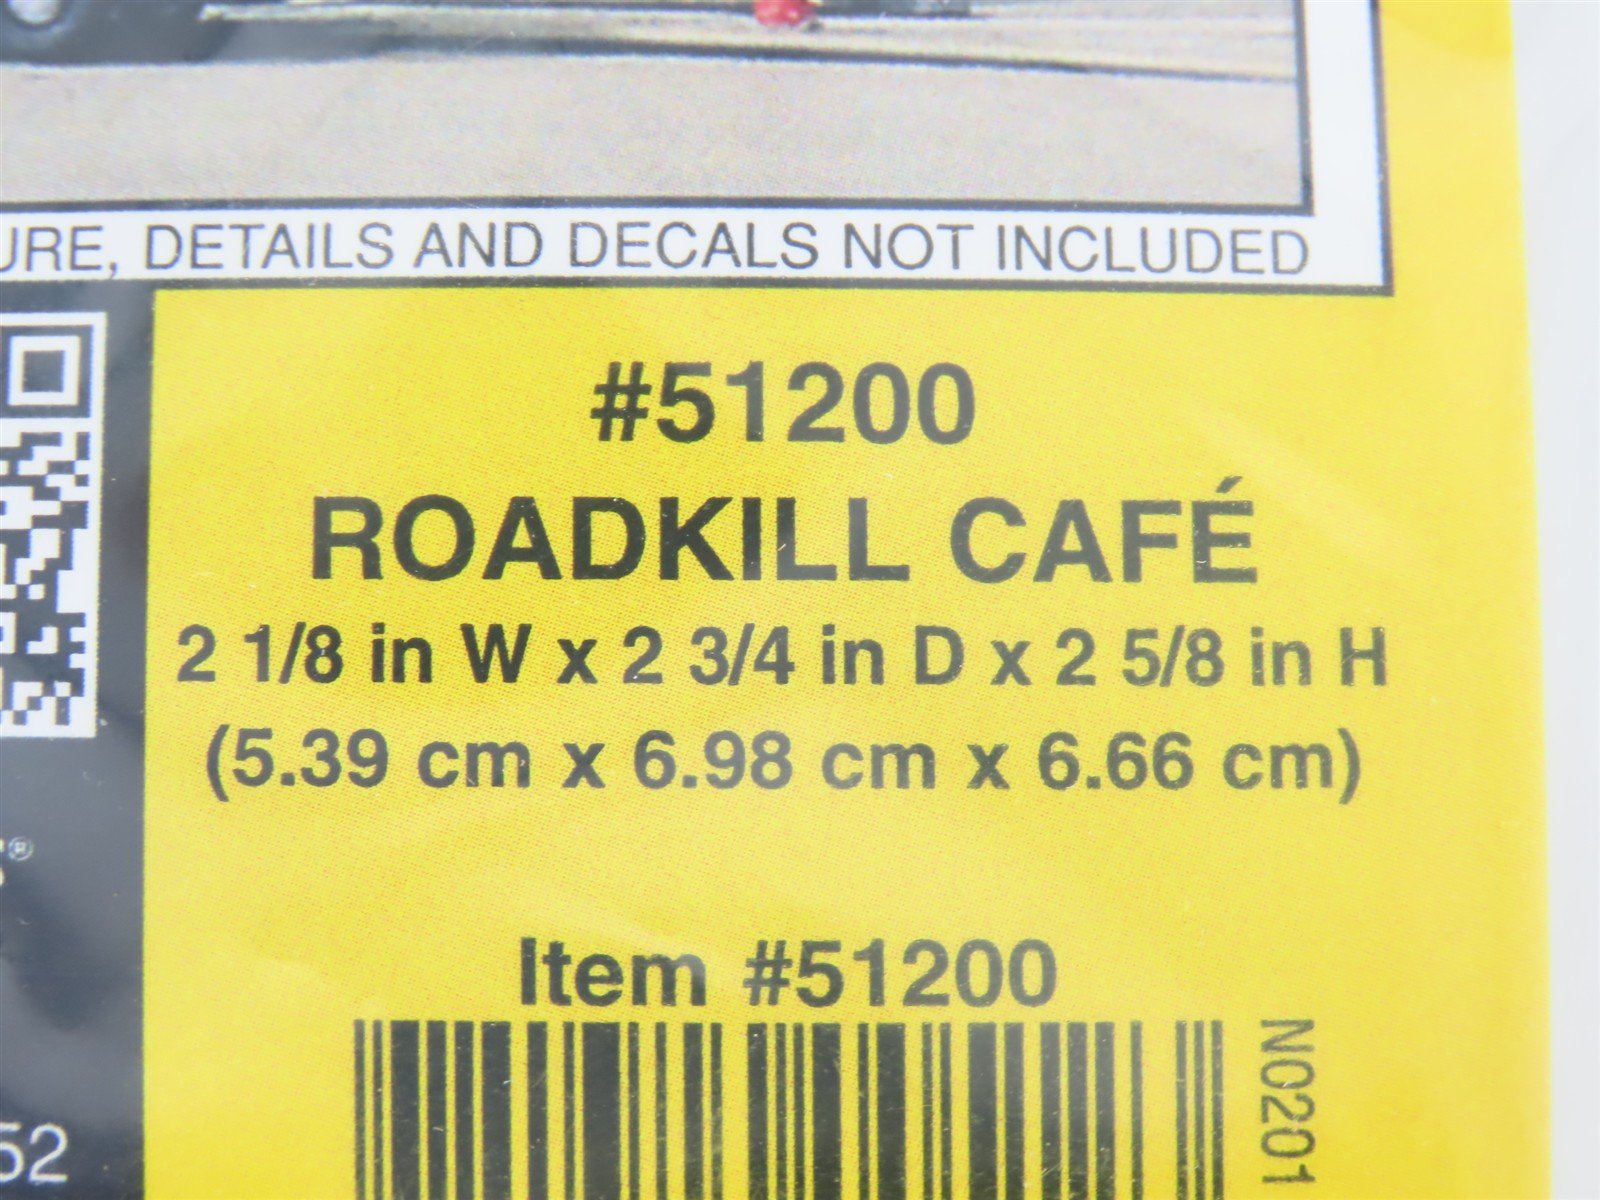 DETAILS AND DECALS NOT INCLUDED
#51200
ROADKILL CAFÉ
2 1/8 in W x 2 3/4 in D x 2 5/8 in H
(5.39 cm x 6.98 cm x 6.66 cm)
®
Item #51200
N0201
52